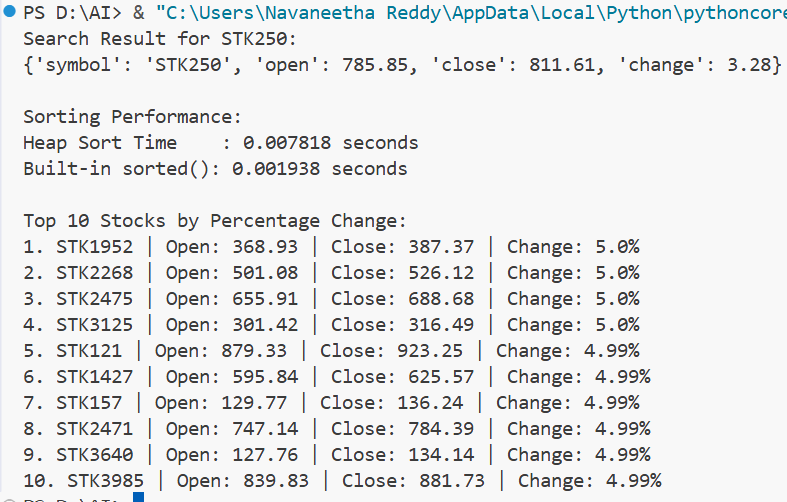 PS D:\AI> & "C:\Users\Navaneetha Reddy\AppData\Local\Python\pythoncore
Search Result for STK250:
{'symbol': 'STK250', 'open': 785.85, 'close': 811.61, 'change': 3.28}
Sorting Performance:
Heap Sort Time    : 0.007818 seconds
Built-in sorted(): 0.001938 seconds
Top 10 Stocks by Percentage Change:
1. STK1952 | Open: 368.93 | Close: 387.37 | Change: 5.0%
2. STK2268 | Open: 501.08 | Close: 526.12 | Change: 5.0%
3. STK2475 | Open: 655.91 | Close: 688.68 | Change: 5.0%
4. STK3125 | Open: 301.42 | Close: 316.49 | Change: 5.0%
5. STK121 | Open: 879.33 | Close: 923.25 | Change: 4.99%
6. STK1427 | Open: 595.84 | Close: 625.57 | Change: 4.99%
7. STK157 | Open: 129.77 | Close: 136.24 | Change: 4.99%
8. STK2471 | Open: 747.14 | Close: 784.39 | Change: 4.99%
9. STK3640 | Open: 127.76 | Close: 134.14 | Change: 4.99%
10. STK3985 | Open: 839.83 | Close: 881.73 | Change: 4.99%
PS D:\AI>